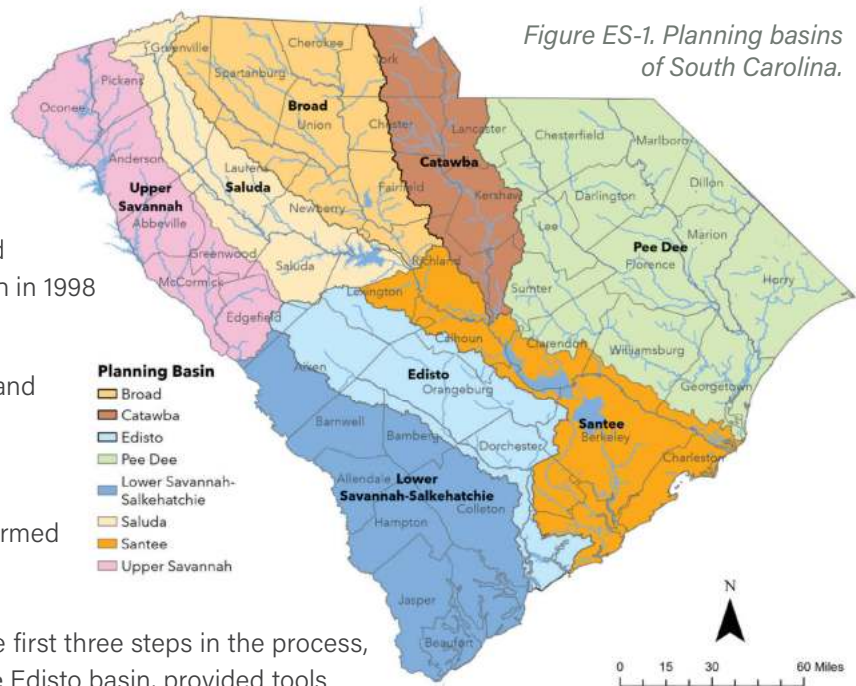 Figure ES-1. Planning basins
of South Carolina.
Greenville
Cherokee
Spartanburg
Pickens
Oconee
Broad
Union
Chester
Lancaster
Chesterfield
Marlboro
Anderson
Catawba
Dillon
Upper
Savannah
Laurens
Saluda
Fairfield
Kershaw
Darlington
Abbeville
Newberry
Lee
Marion
Pee Dee
Florence
Greenwood
Richland
Horry
McCormick
Saluda
Sumter
Lexington
Edgefield
Calhoun
Clarendon
Williamsburg
Georgetown
Aiken
Edisto
Orangeburg
Santee
Berkeley
Barnwell
Bamberg
Dorchester
Charleston
Allendale
Lower
Savannah-Salkehatchie
Colleton
Hampton
Jasper
Beaufort
n in 1998
and
Planning Basin
Broad
Catawba
Edisto
Pee Dee
Lower Savannah-
Salkehatchie
Saluda
Santee
Upper Savannah
rmed
e first three steps in the process,
e Edisto basin, provided tools
N
0 15 30 60 Miles